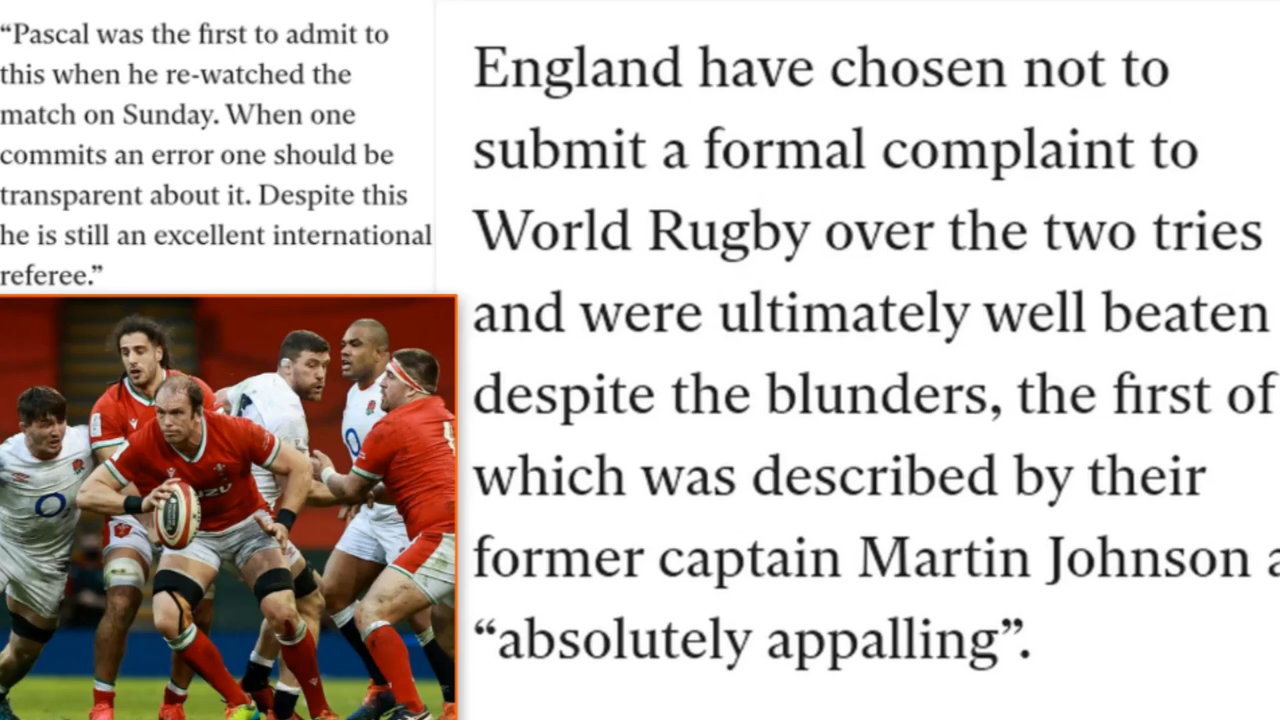 “Pascal was the first to admit to
this when he re-watched the
match on Sunday. When one
commits an error one should be
transparent about it. Despite this
he is still an excellent international
referee.”
England have chosen not to
submit a formal complaint to
World Rugby over the two tries
and were ultimately well beaten
despite the blunders, the first of
which was described by their
former captain Martin Johnson a
“absolutely appalling”.